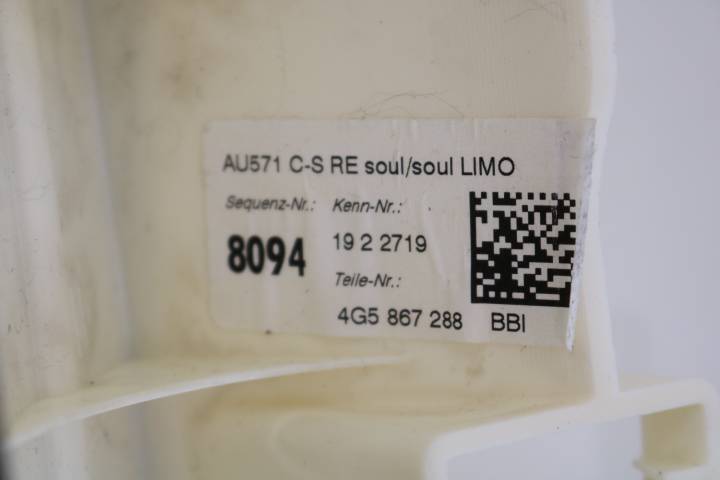 AU571 C-S RE soul/soul LIMO
Sequenz-Nr.: Kenn-Nr.:
8094 19 2 2719
Teile-Nr.:
4G5 867 288 BBI